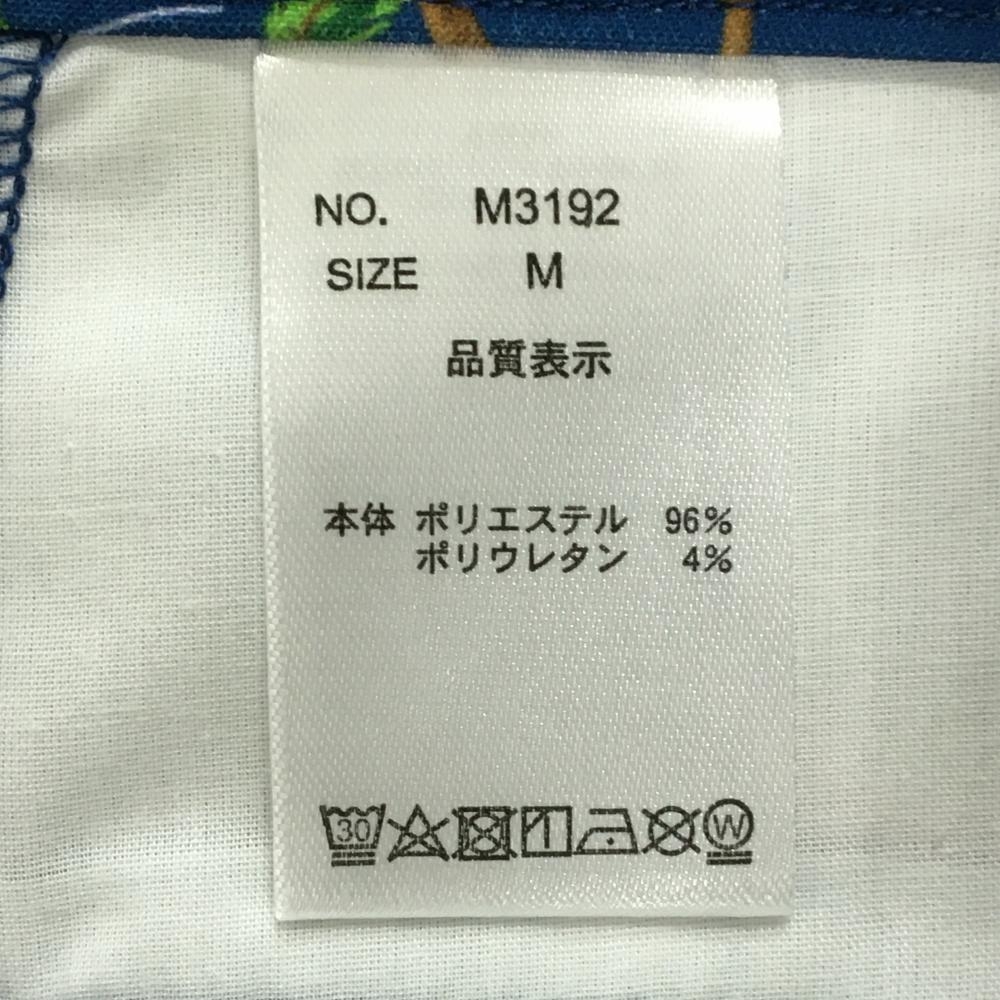 NO. M3192
SIZE M
品質表示
本体 ポリエステル 96%
ポリウレタン 4%
30 W